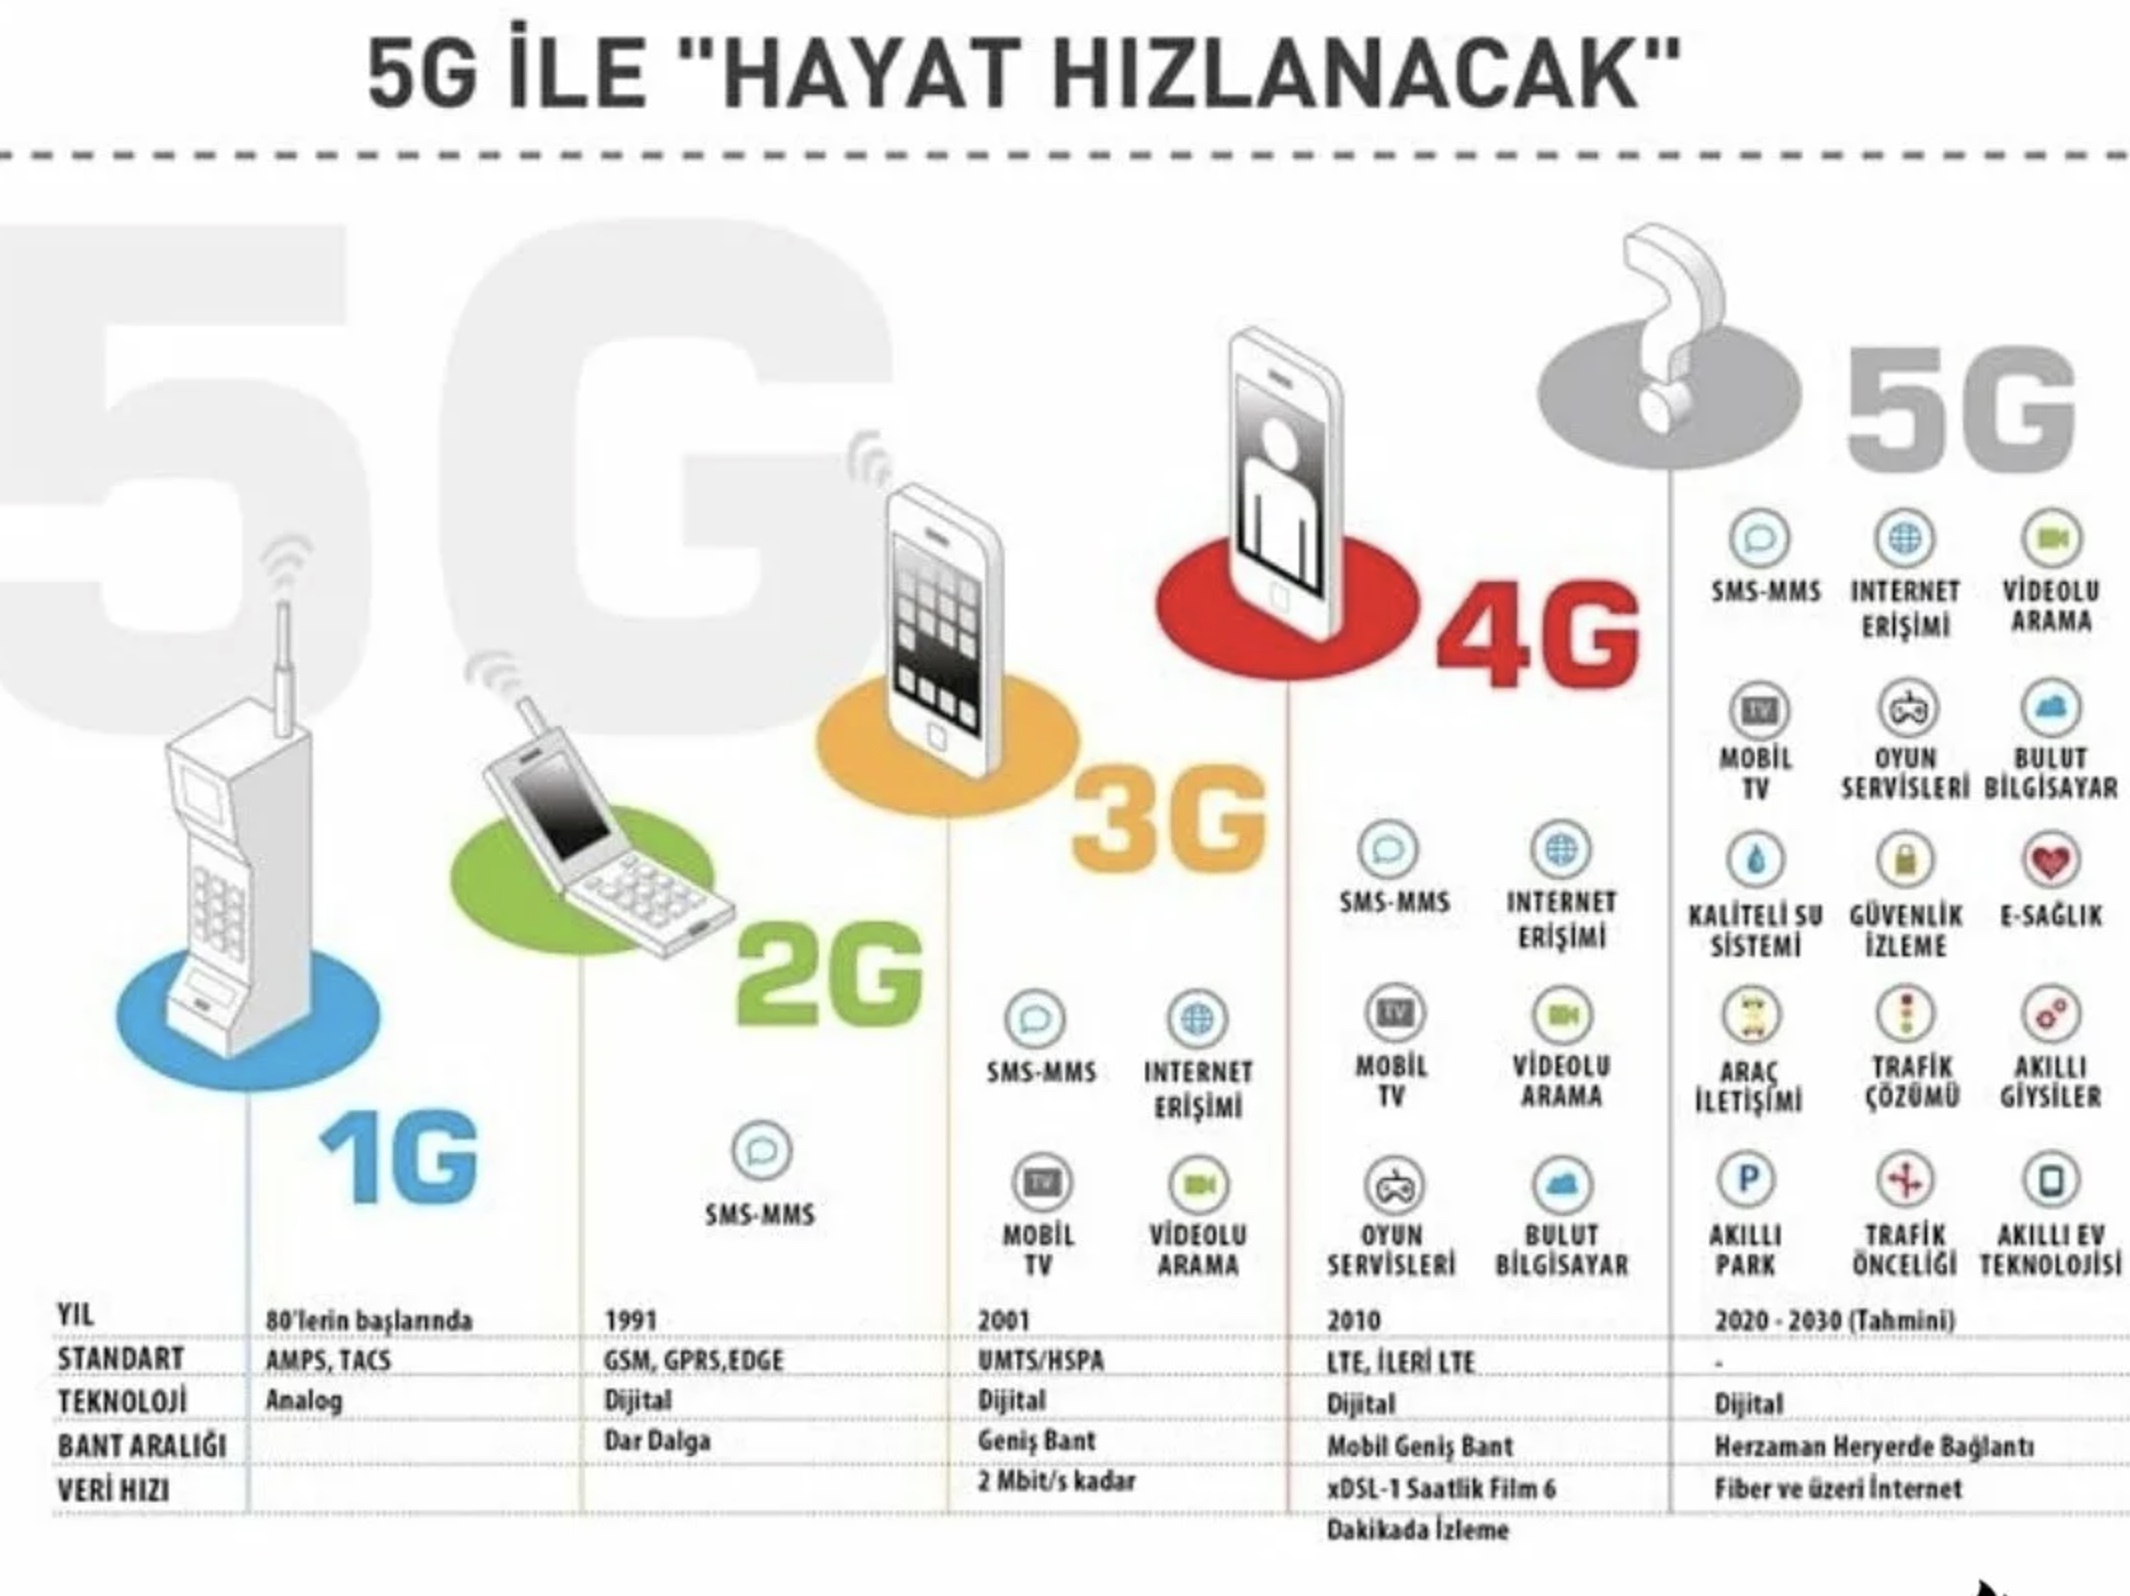 5G İLE "HAYAT HIZLANACAK"
5G
5G
SMS-MMS
INTERNET
ERİŞİMİ
VİDEOLU
ARAMA
MOBİL
TV
OYUN
SERVİSLERİ
BULUT
BİLGİSAYAR
KALİTELİ SU
SİSTEMİ
GÜVENLİK
İZLEME
E-SAĞLIK
ARAÇ
İLETİŞİMİ
TRAFİK
ÇÖZÜMÜ
AKILLI
GİYSİLER
P
AKILLI
PARK
TRAFİK
ÖNCELİĞİ
AKILLI EV
TEKNOLOJİSİ
4G
SMS-MMS
INTERNET
ERİŞİMİ
TV
MOBİL
TV
VİDEOLU
ARAMA
OYUN
SERVİSLERİ
BULUT
BİLGİSAYAR
3G
SMS-MMS
INTERNET
ERİŞİMİ
TV
MOBİL
TV
VİDEOLU
ARAMA
2G
SMS-MMS
1G
YIL 80'lerin başlarında 1991 2001 2010 2020 - 2030 (Tahmini)
STANDART AMPS, TACS GSM, GPRS,EDGE UMTS/HSPA LTE, İLERİ LTE -
TEKNOLOJİ Analog Dijital Dijital Dijital Dijital
BANT ARALIĞI Dar Dalga Geniş Bant Mobil Geniş Bant Herzaman Heryerde Bağlantı
VERİ HIZI 2 Mbit/s kadar xDSL-1 Saatlik Film 6 Fiber ve üzeri İnternet
Dakikada İzleme